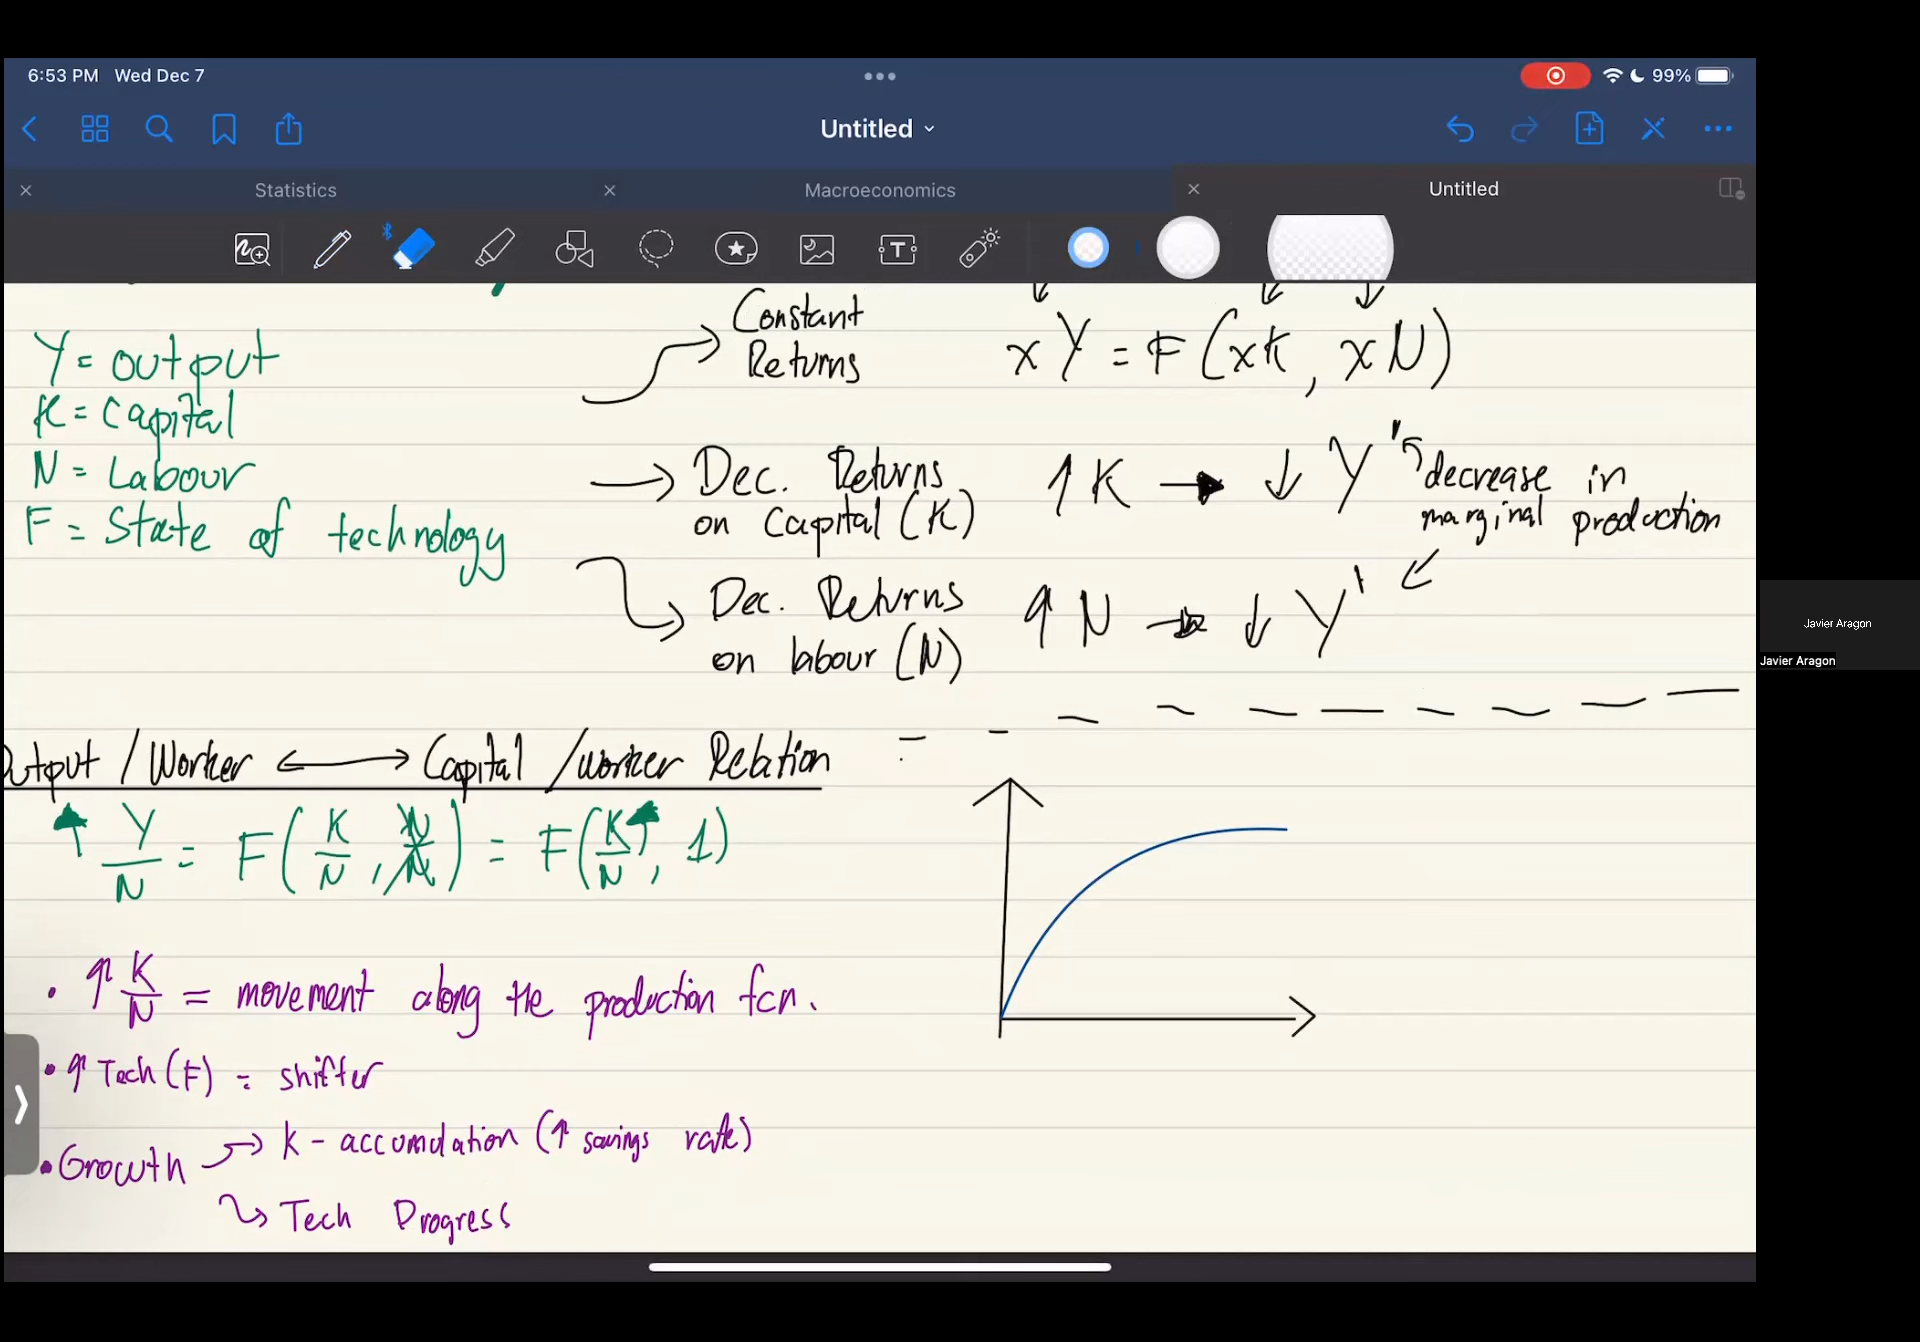 6:53 PM Wed Dec 7
99%
Untitled
Statistics
Macroeconomics
Untitled
Y = output
K = Capital
N = Labour
F = State of technology
Constant
Returns
xY = F(xK, xN)
→ Dec. Returns
on Capital (K)
↑ K → ↓ Y'
decrease in
marginal production
Dec. Returns
on labour (N)
↑ N → ↓ Y'
Javier Aragon
Javier Aragon
utput / Worker ↔ Capital / worker Relation
↑ Y/N = F(K/N, N/N) = F(K/N ↑, 1)
• ↑ K/N = movement along the production fcn.
• ↑ Tech (F) = shifter
• Growth → K - accumulation (↑ savings rate)
↳ Tech Progress